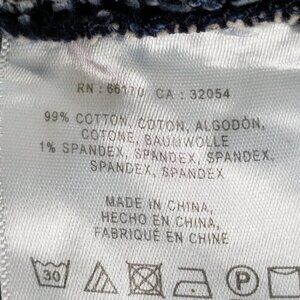 RN : 66170 CA : 32054
99% COTTON, COTON, ALGODÓN,
COTONE, BAUMWOLLE
1% SPANDEX, SPANDEX, SPANDEX,
SPANDEX, SPANDEX
MADE IN CHINA,
HECHO EN CHINA,
FABRIQUÉ EN CHINE
30 P